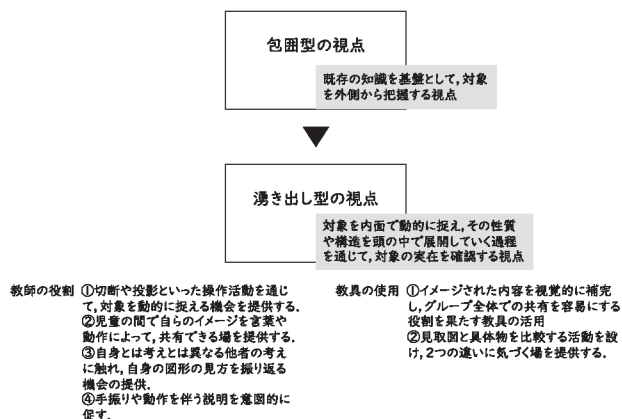 包囲型の視点
既存の知識を基盤として,対象
を外側から把握する視点
湧き出し型の視点
対象を内面で動的に捉え,その性質
や構造を頭の中で展開していく過程
を通じて,対象の実在を確認する視点
教師の役割 ①切断や投影といった操作活動を通じ
て,対象を動的に捉える機会を提供する.
②児童の間で自らのイメージを言葉や
動作によって,共有できる場を提供する.
③自身とは考えとは異なる他者の考え
に触れ,自身の図形の見方を振り返る
機会の提供.
④手振りや動作を伴う説明を意図的に
促す.
教具の使用 ①イメージされた内容を視覚的に補完
し,グループ全体での共有を容易にする
役割を果たす教具の活用
②見取図と具体物を比較する活動を設
け,2つの違いに気づく場を提供する.